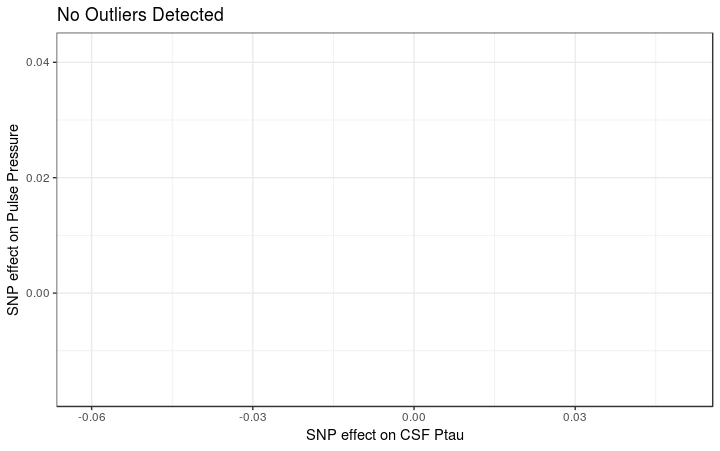 No Outliers Detected
SNP effect on Pulse Pressure
0.04
0.02
0.00
-0.06 -0.03 0.00 0.03
SNP effect on CSF Ptau